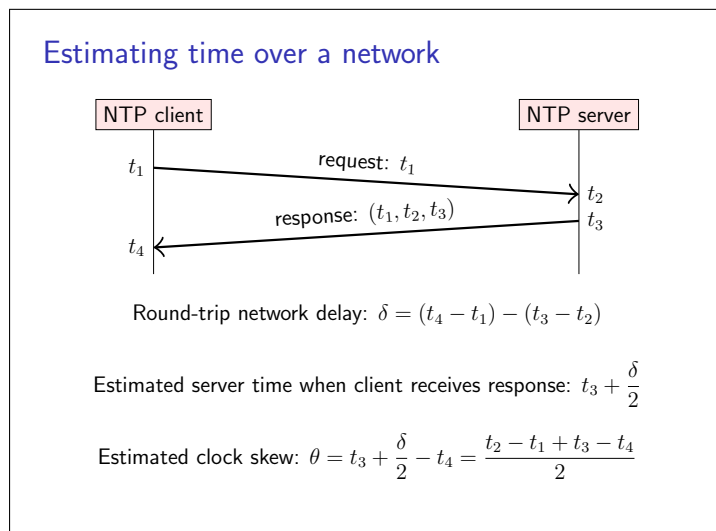 Estimating time over a network
NTP client NTP server
request: t₁
t₁
t₂
response: (t₁, t₂, t₃)
t₃
t₄
Round-trip network delay: δ = (t₄ − t₁) − (t₃ − t₂)
Estimated server time when client receives response: t₃ + δ/2
Estimated clock skew: θ = t₃ + δ/2 − t₄ = (t₂ − t₁ + t₃ − t₄)/2